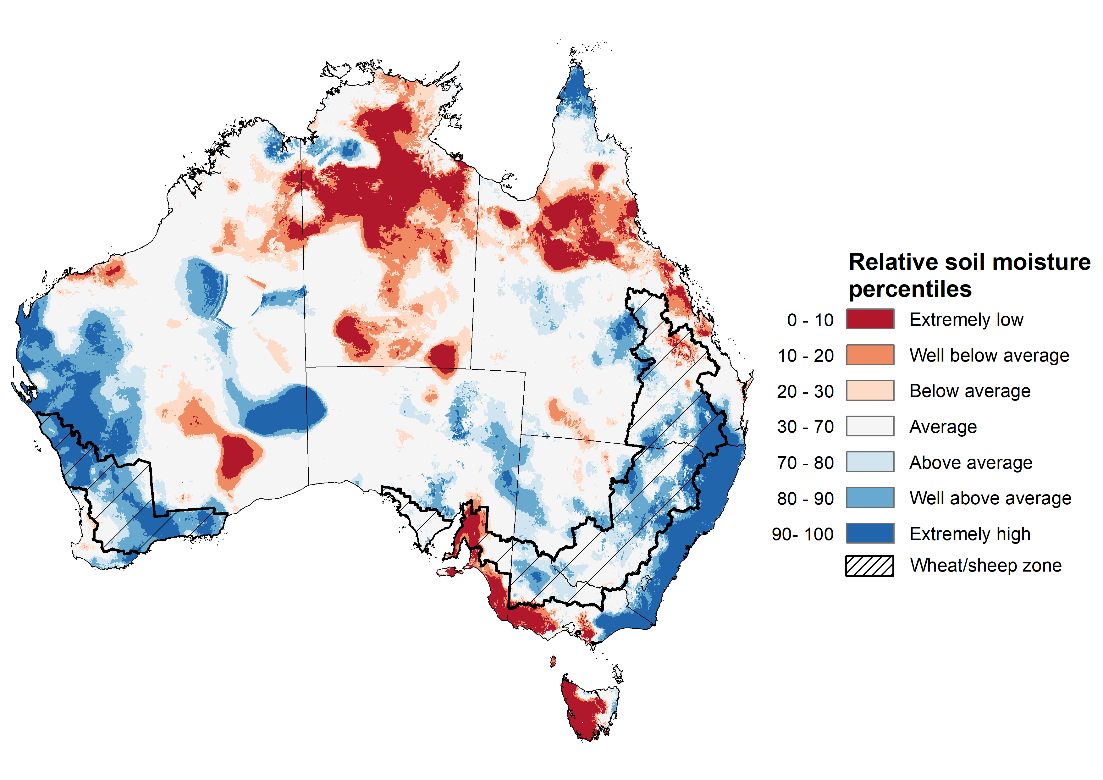 Relative soil moisture
percentiles
0 - 10 Extremely low
10 - 20 Well below average
20 - 30 Below average
30 - 70 Average
70 - 80 Above average
80 - 90 Well above average
90- 100 Extremely high
Wheat/sheep zone